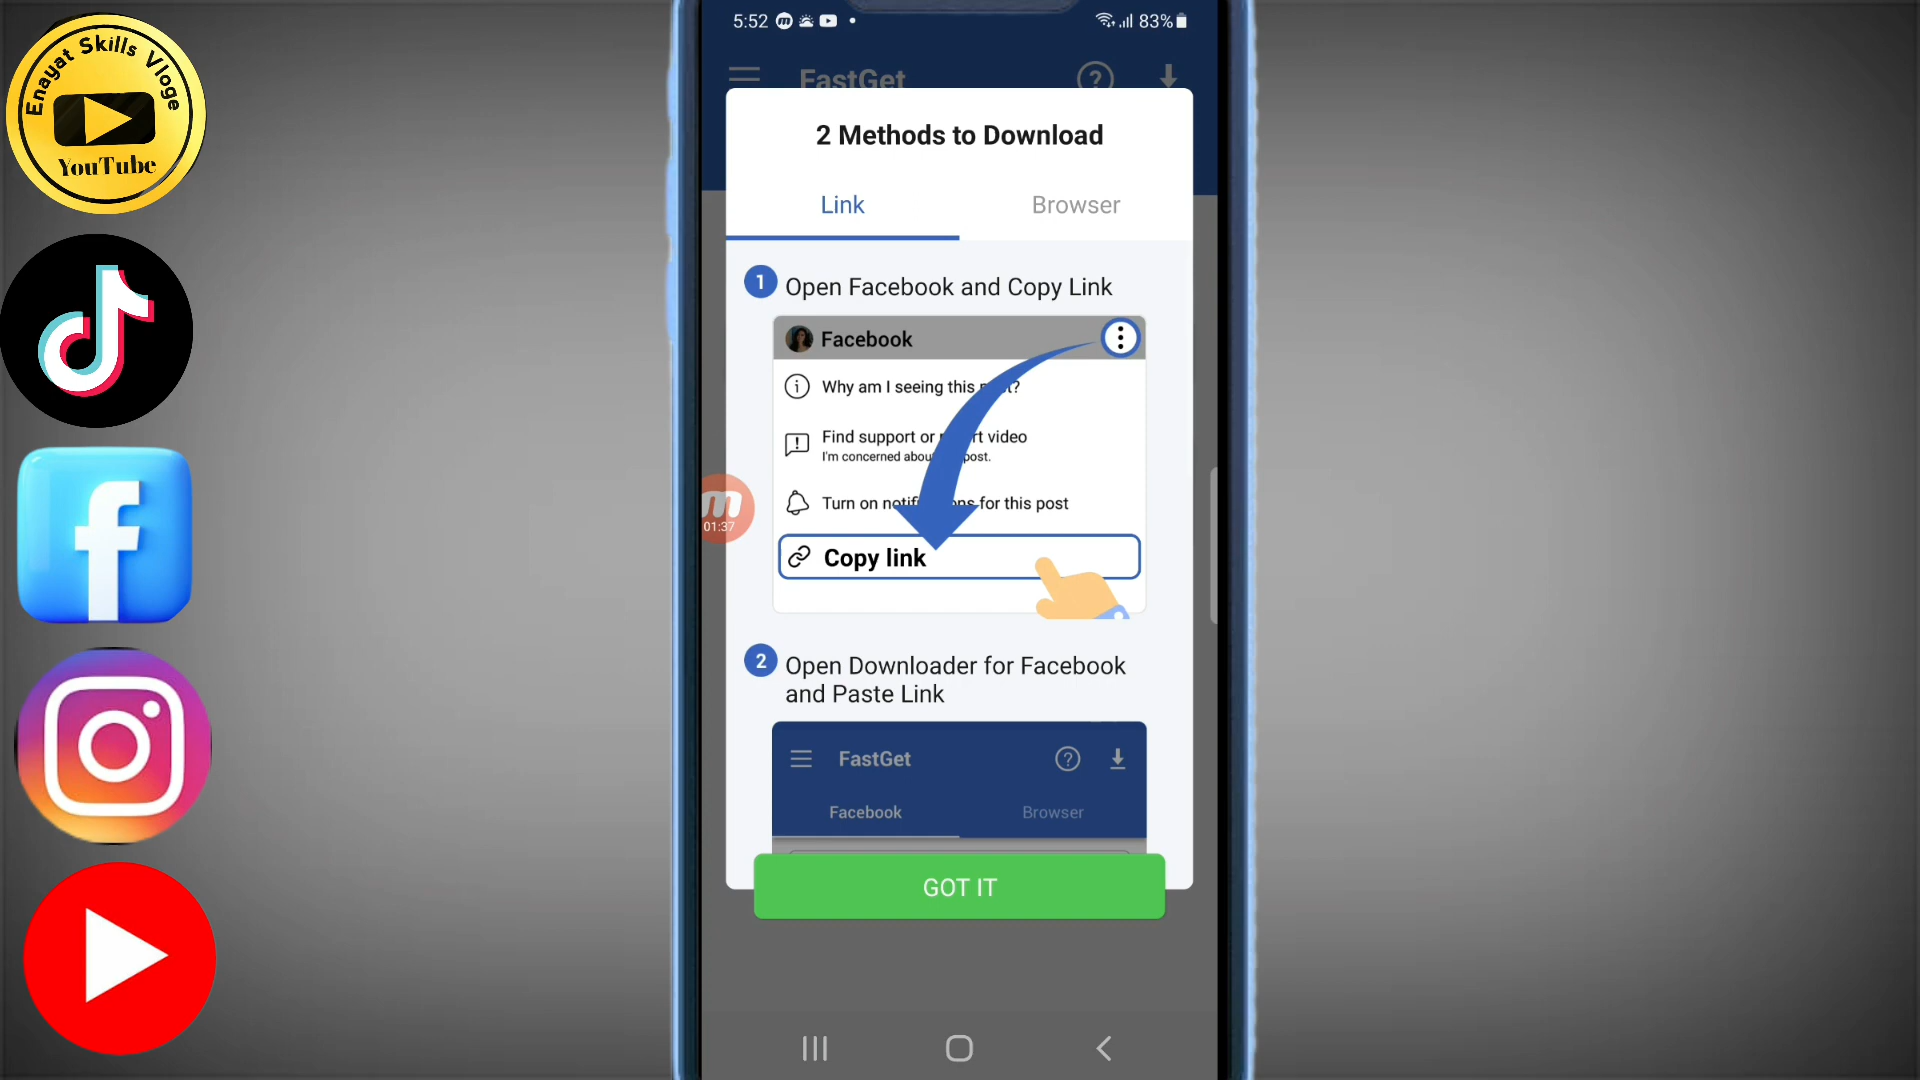 Enayat Skills Vloge
YouTube
5:52
83%
FastGet
2 Methods to Download
Link
Browser
1 Open Facebook and Copy Link
Facebook
Why am I seeing this
Find support or
video
I'm concerned
post.
Turn on
for this post
Copy link
m
01:37
2 Open Downloader for Facebook
and Paste Link
FastGet
Facebook
Browser
GOT IT